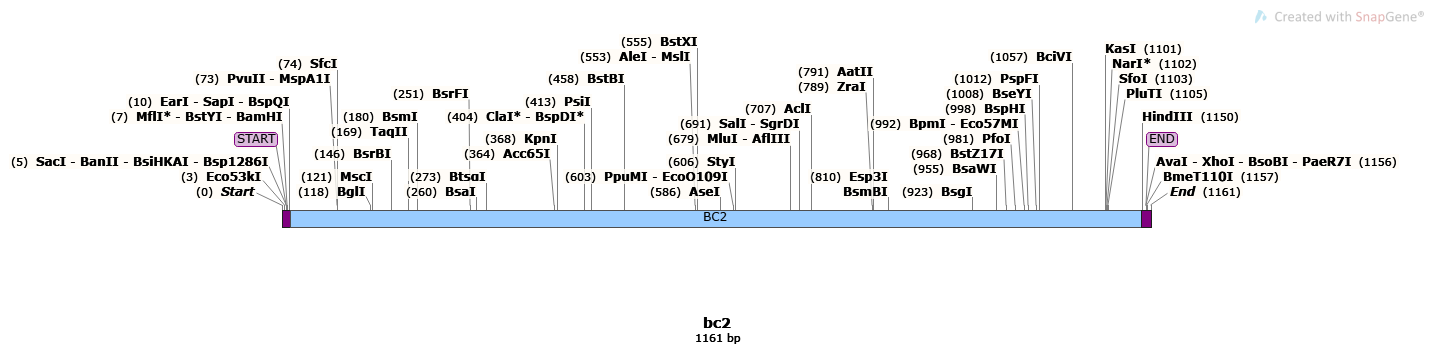 Created with SnapGene®
(555) BstXI
(553) AleI - MslI
(1057) BciVI
KasI (1101)
NarI* (1102)
(74) SfcI
(73) PvuII - MspA1I
(458) BstBI
(791) AatII
(789) ZraI
(1012) PspFI
SfoI (1103)
(251) BsrFI
(1008) BseYI
PluTI (1105)
(10) EarI - SapI - BspQI
(413) PsiI
(707) AclI
(998) BspHI
(7) MflI* - BstYI - BamHI
(180) BsmI
(404) ClaI* - BspDI*
(691) SalI - SgrDI
(992) BpmI - Eco57MI
HindIII (1150)
(169) TaqII
START
(368) KpnI
(679) MluI - AflIII
(981) PfoI
END
(146) BsrBI
(364) Acc65I
(968) BstZ17I
(5) SacI - BanII - BsiHKAI - Bsp1286I
(606) StyI
(955) BsaWI
AvaI - XhoI - BsoBI - PaeR7I (1156)
(3) Eco53kI
(121) MscI
(273) BtsαI
(603) PpuMI - EcoO109I
(810) Esp3I
BmeT110I (1157)
(0) Start
(118) BglI
(260) BsaI
(586) AseI
BsmBI
(923) BsgI
End (1161)
BC2
bc2
1161 bp